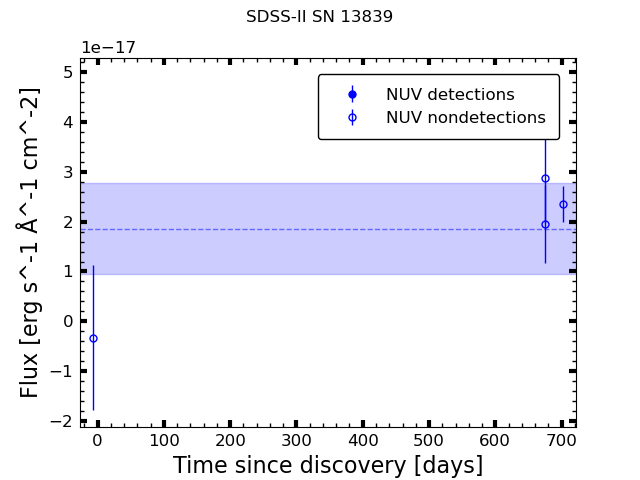 SDSS-II SN 13839
1e−17
NUV detections
NUV nondetections
5
4
3
2
1
0
−1
−2
Flux [erg s^-1 Å^-1 cm^-2]
0 100 200 300 400 500 600 700
Time since discovery [days]